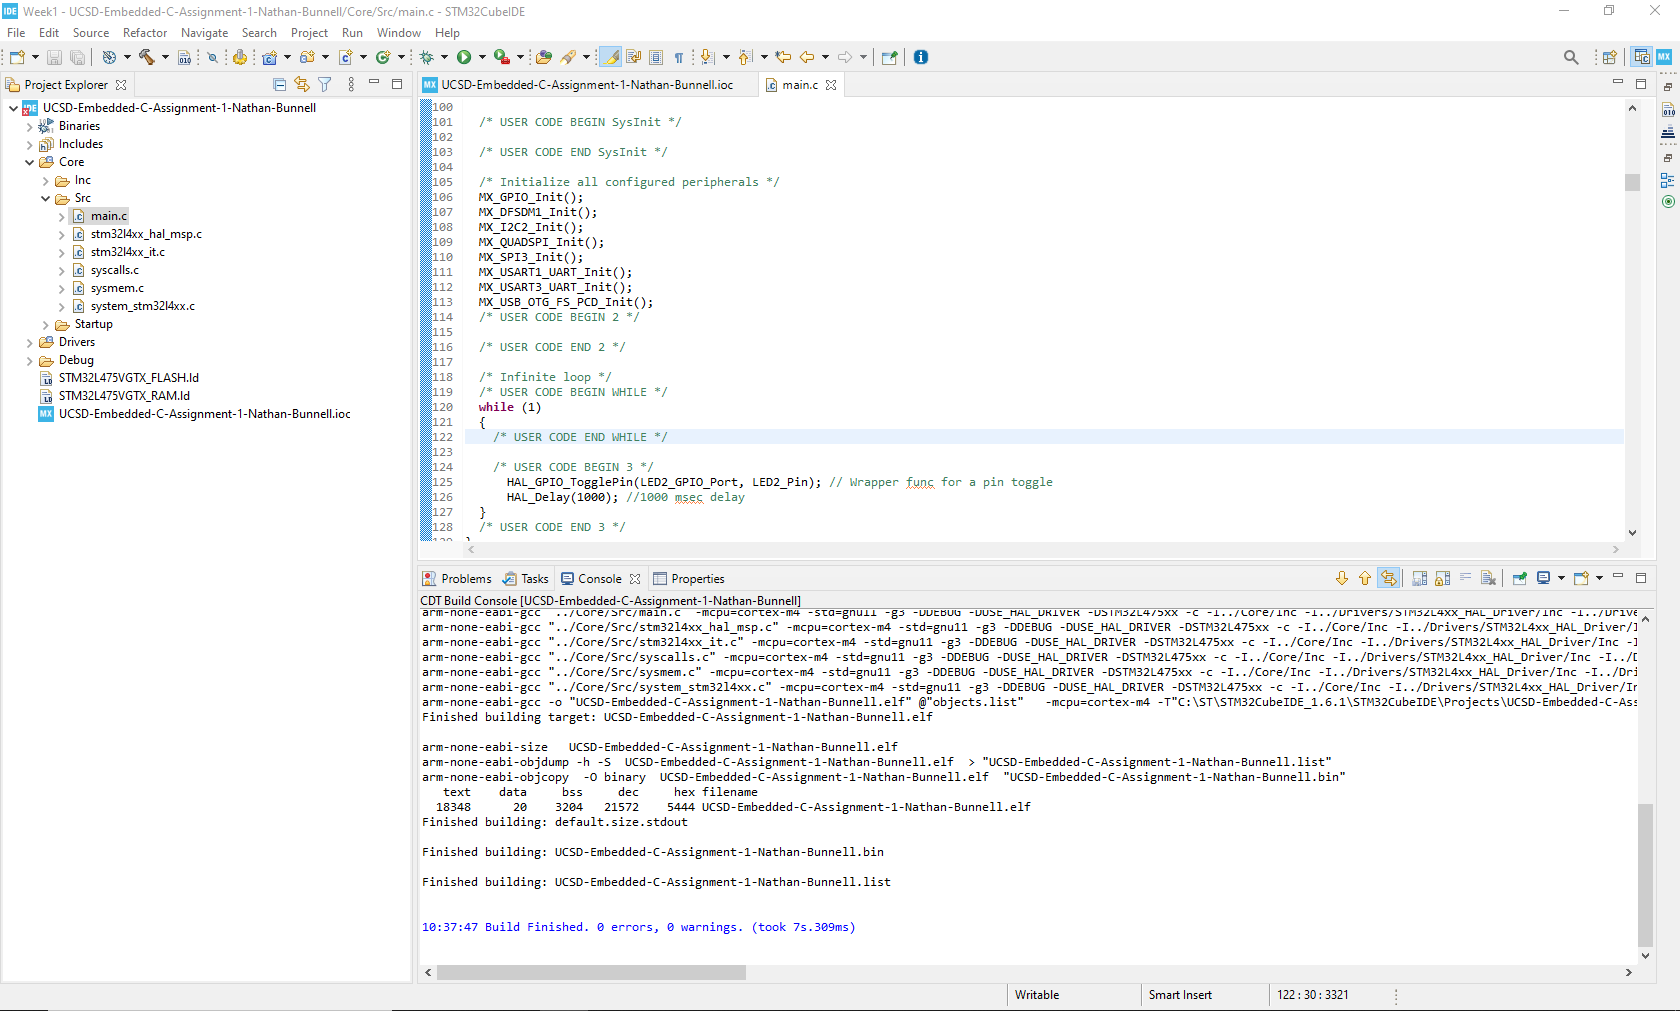 Week1 - UCSD-Embedded-C-Assignment-1-Nathan-Bunnell/Core/Src/main.c - STM32CubeIDE
File Edit Source Refactor Navigate Search Project Run Window Help
Project Explorer
UCSD-Embedded-C-Assignment-1-Nathan-Bunnell
Binaries
Includes
Core
Inc
Src
main.c
stm32l4xx_hal_msp.c
stm32l4xx_it.c
syscalls.c
sysmem.c
system_stm32l4xx.c
Startup
Drivers
Debug
STM32L475VGTX_FLASH.ld
STM32L475VGTX_RAM.ld
UCSD-Embedded-C-Assignment-1-Nathan-Bunnell.ioc
UCSD-Embedded-C-Assignment-1-Nathan-Bunnell.ioc main.c
100
101 /* USER CODE BEGIN SysInit */
102
103 /* USER CODE END SysInit */
104
105 /* Initialize all configured peripherals */
106 MX_GPIO_Init();
107 MX_DFSDM1_Init();
108 MX_I2C2_Init();
109 MX_QUADSPI_Init();
110 MX_SPI3_Init();
111 MX_USART1_UART_Init();
112 MX_USART3_UART_Init();
113 MX_USB_OTG_FS_PCD_Init();
114 /* USER CODE BEGIN 2 */
115
116 /* USER CODE END 2 */
117
118 /* Infinite loop */
119 /* USER CODE BEGIN WHILE */
120 while (1)
121 {
122 /* USER CODE END WHILE */
123
124 /* USER CODE BEGIN 3 */
125 HAL_GPIO_TogglePin(LED2_GPIO_Port, LED2_Pin); // Wrapper func for a pin toggle
126 HAL_Delay(1000); //1000 msec delay
127 }
128 /* USER CODE END 3 */
Problems Tasks Console Properties
CDT Build Console [UCSD-Embedded-C-Assignment-1-Nathan-Bunnell]
arm-none-eabi-gcc "../Core/Src/main.c" -mcpu=cortex-m4 -std=gnu11 -g3 -DDEBUG -DUSE_HAL_DRIVER -DSTM32L475xx -c -I../Core/Inc -I../Drivers/STM32L4xx_HAL_Driver/Inc -I../Drive
arm-none-eabi-gcc "../Core/Src/stm32l4xx_hal_msp.c" -mcpu=cortex-m4 -std=gnu11 -g3 -DDEBUG -DUSE_HAL_DRIVER -DSTM32L475xx -c -I../Core/Inc -I../Drivers/STM32L4xx_HAL_Driver/I
arm-none-eabi-gcc "../Core/Src/stm32l4xx_it.c" -mcpu=cortex-m4 -std=gnu11 -g3 -DDEBUG -DUSE_HAL_DRIVER -DSTM32L475xx -c -I../Core/Inc -I../Drivers/STM32L4xx_HAL_Driver/Inc -I
arm-none-eabi-gcc "../Core/Src/syscalls.c" -mcpu=cortex-m4 -std=gnu11 -g3 -DDEBUG -DUSE_HAL_DRIVER -DSTM32L475xx -c -I../Core/Inc -I../Drivers/STM32L4xx_HAL_Driver/Inc -I../D
arm-none-eabi-gcc "../Core/Src/sysmem.c" -mcpu=cortex-m4 -std=gnu11 -g3 -DDEBUG -DUSE_HAL_DRIVER -DSTM32L475xx -c -I../Core/Inc -I../Drivers/STM32L4xx_HAL_Driver/Inc -I../Dri
arm-none-eabi-gcc "../Core/Src/system_stm32l4xx.c" -mcpu=cortex-m4 -std=gnu11 -g3 -DDEBUG -DUSE_HAL_DRIVER -DSTM32L475xx -c -I../Core/Inc -I../Drivers/STM32L4xx_HAL_Driver/In
arm-none-eabi-gcc -o "UCSD-Embedded-C-Assignment-1-Nathan-Bunnell.elf" @"objects.list" -mcpu=cortex-m4 -T"C:\ST\STM32CubeIDE_1.6.1\STM32CubeIDE\Projects\UCSD-Embedded-C-Ass
Finished building target: UCSD-Embedded-C-Assignment-1-Nathan-Bunnell.elf
arm-none-eabi-size UCSD-Embedded-C-Assignment-1-Nathan-Bunnell.elf
arm-none-eabi-objdump -h -S UCSD-Embedded-C-Assignment-1-Nathan-Bunnell.elf > "UCSD-Embedded-C-Assignment-1-Nathan-Bunnell.list"
arm-none-eabi-objcopy -O binary UCSD-Embedded-C-Assignment-1-Nathan-Bunnell.elf "UCSD-Embedded-C-Assignment-1-Nathan-Bunnell.bin"
text data bss dec hex filename
18348 20 3204 21572 5444 UCSD-Embedded-C-Assignment-1-Nathan-Bunnell.elf
Finished building: default.size.stdout
Finished building: UCSD-Embedded-C-Assignment-1-Nathan-Bunnell.bin
Finished building: UCSD-Embedded-C-Assignment-1-Nathan-Bunnell.list
10:37:47 Build Finished. 0 errors, 0 warnings. (took 7s.309ms)
Writable Smart Insert 122 : 30 : 3321